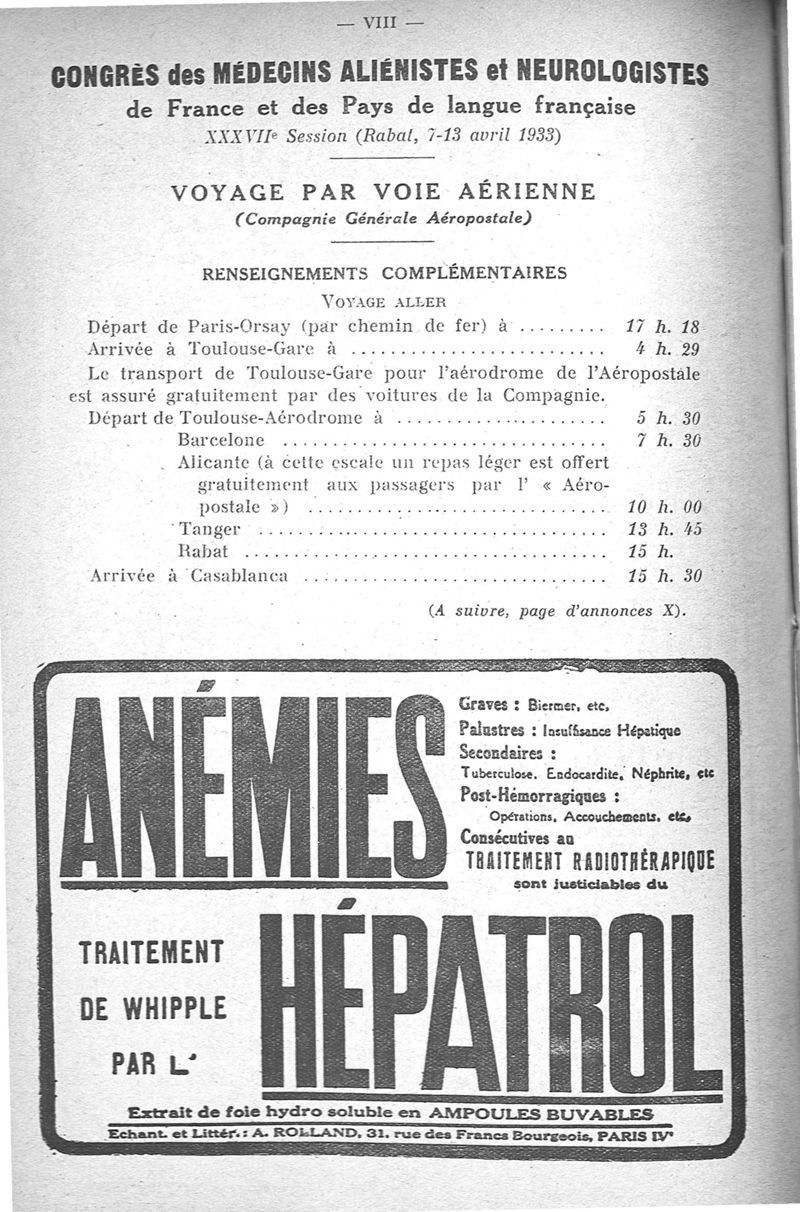 — VIII —
CONGRÈS des MÉDECINS ALIÉNISTES et NEUROLOGISTES
de France et des Pays de langue française
XXXVIIe Session (Rabat, 7-13 avril 1933)
VOYAGE PAR VOIE AÉRIENNE
(Compagnie Générale Aéropostale)
RENSEIGNEMENTS COMPLÉMENTAIRES
VOYAGE ALLER
Départ de Paris-Orsay (par chemin de fer) à ......... 17 h. 18
Arrivée à Toulouse-Gare à .......................... 4 h. 29
Le transport de Toulouse-Gare pour l'aérodrome de l'Aéropostale
est assuré gratuitement par des voitures de la Compagnie.
Départ de Toulouse-Aérodrome à ..................... 5 h. 30
Barcelone ................................. 7 h. 30
Alicante (à cette escale un repas léger est offert
gratuitement aux passagers par l' « Aéro-
postale ») .............................. 10 h. 00
Tanger ................................... 13 h. 45
Rabat .................................... 15 h.
Arrivée à Casablanca ............................... 15 h. 30
(A suivre, page d'annonces X).
ANÉMIES
Graves : Biermer, etc,
Palustres : Insuffisance Hépatique
Secondaires :
Tuberculose, Endocardite, Néphrite, etc
Post-Hémorragiques :
Opérations, Accouchements, etc,
Consécutives au
TRAITEMENT RADIOTHÉRAPIQUE
sont justiciables du
TRAITEMENT
DE WHIPPLE
PAR L'
HÉPATROL
Extrait de foie hydro soluble en AMPOULES BUVABLES
Echant. et Littér. : A. ROLLAND, 31, rue des Francs Bourgeois, PARIS IVe